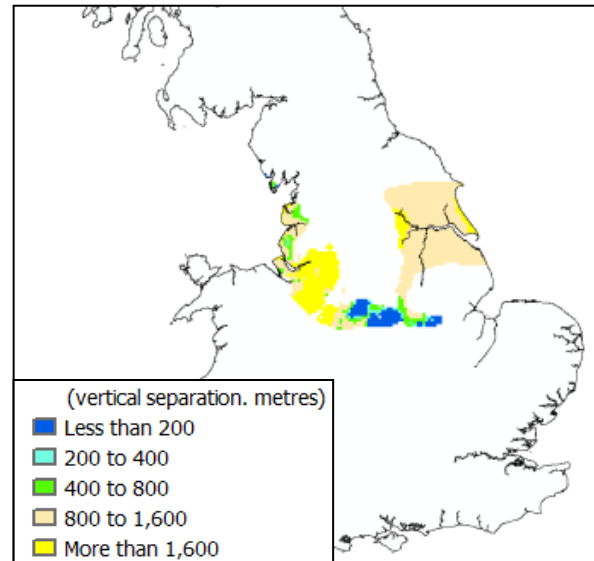 (vertical separation. metres)
Less than 200
200 to 400
400 to 800
800 to 1,600
More than 1,600